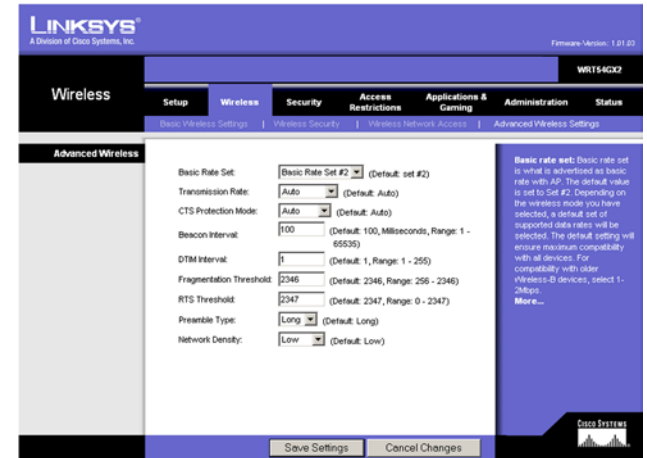 LINKSYS®
A Division of Cisco Systems, Inc.
Firmware Version: 1.01.03
WRT54GX2
Wireless
Setup Wireless Security Access Restrictions Applications & Gaming Administration Status
Basic Wireless Settings | Wireless Security | Wireless Network Access | Advanced Wireless Settings
Advanced Wireless
Basic Rate Set: Basic Rate Set #2 (Default: set #2)
Transmission Rate: Auto (Default: Auto)
CTS Protection Mode: Auto (Default: Auto)
Beacon Interval: 100 (Default: 100, Milliseconds, Range: 1 -
65535)
DTIM Interval: 1 (Default: 1, Range: 1 - 255)
Fragmentation Threshold: 2346 (Default: 2346, Range: 256 - 2346)
RTS Threshold: 2347 (Default: 2347, Range: 0 - 2347)
Preamble Type: Long (Default: Long)
Network Density: Low (Default: Low)
Basic rate set: Basic rate set
is what is advertised as basic
rate with AP. The default value
is set to Set #2. Depending on
the wireless mode you have
selected, a default set of
supported data rates will be
selected. The default setting will
ensure maximum compatibility
with all devices. For
compatibility with older
Wireless-B devices, select 1-
2Mbps.
More...
Save Settings Cancel Changes
CISCO SYSTEMS